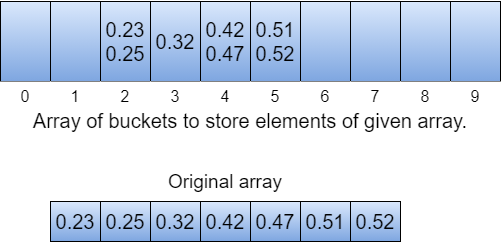 0.23 0.42 0.51
0.25 0.32 0.47 0.52
0 1 2 3 4 5 6 7 8 9
Array of buckets to store elements of given array.
Original array
0.23 0.25 0.32 0.42 0.47 0.51 0.52